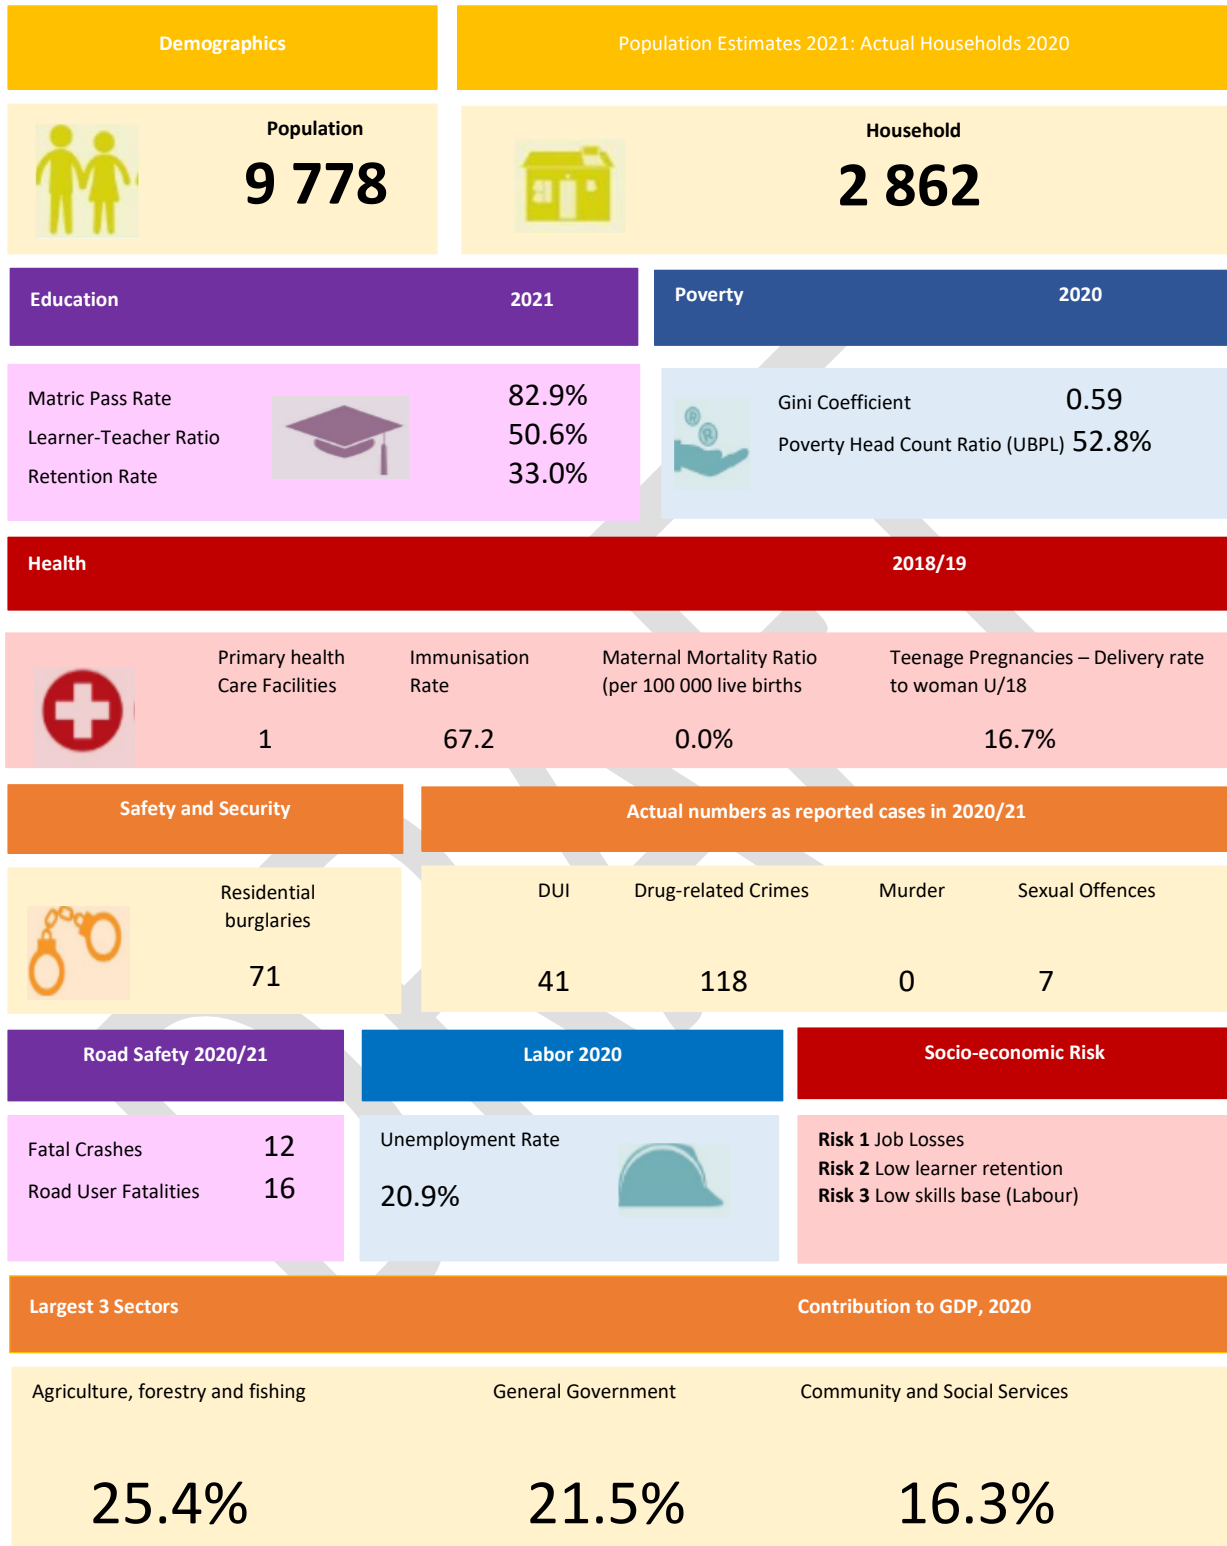 Demographics
Population Estimates 2021: Actual Households 2020
Population
9 778
Household
2 862
Education 2021
Poverty 2020
Matric Pass Rate 82.9%
Learner-Teacher Ratio 50.6%
Retention Rate 33.0%
Gini Coefficient 0.59
Poverty Head Count Ratio (UBPL) 52.8%
Health 2018/19
Primary health
Care Facilities
1
Immunisation
Rate
67.2
Maternal Mortality Ratio
(per 100 000 live births
0.0%
Teenage Pregnancies – Delivery rate
to woman U/18
16.7%
Safety and Security
Actual numbers as reported cases in 2020/21
Residential
burglaries
71
DUI
41
Drug-related Crimes
118
Murder
0
Sexual Offences
7
Road Safety 2020/21
Fatal Crashes 12
Road User Fatalities 16
Labor 2020
Unemployment Rate
20.9%
Socio-economic Risk
Risk 1 Job Losses
Risk 2 Low learner retention
Risk 3 Low skills base (Labour)
Largest 3 Sectors
Contribution to GDP, 2020
Agriculture, forestry and fishing
25.4%
General Government
21.5%
Community and Social Services
16.3%